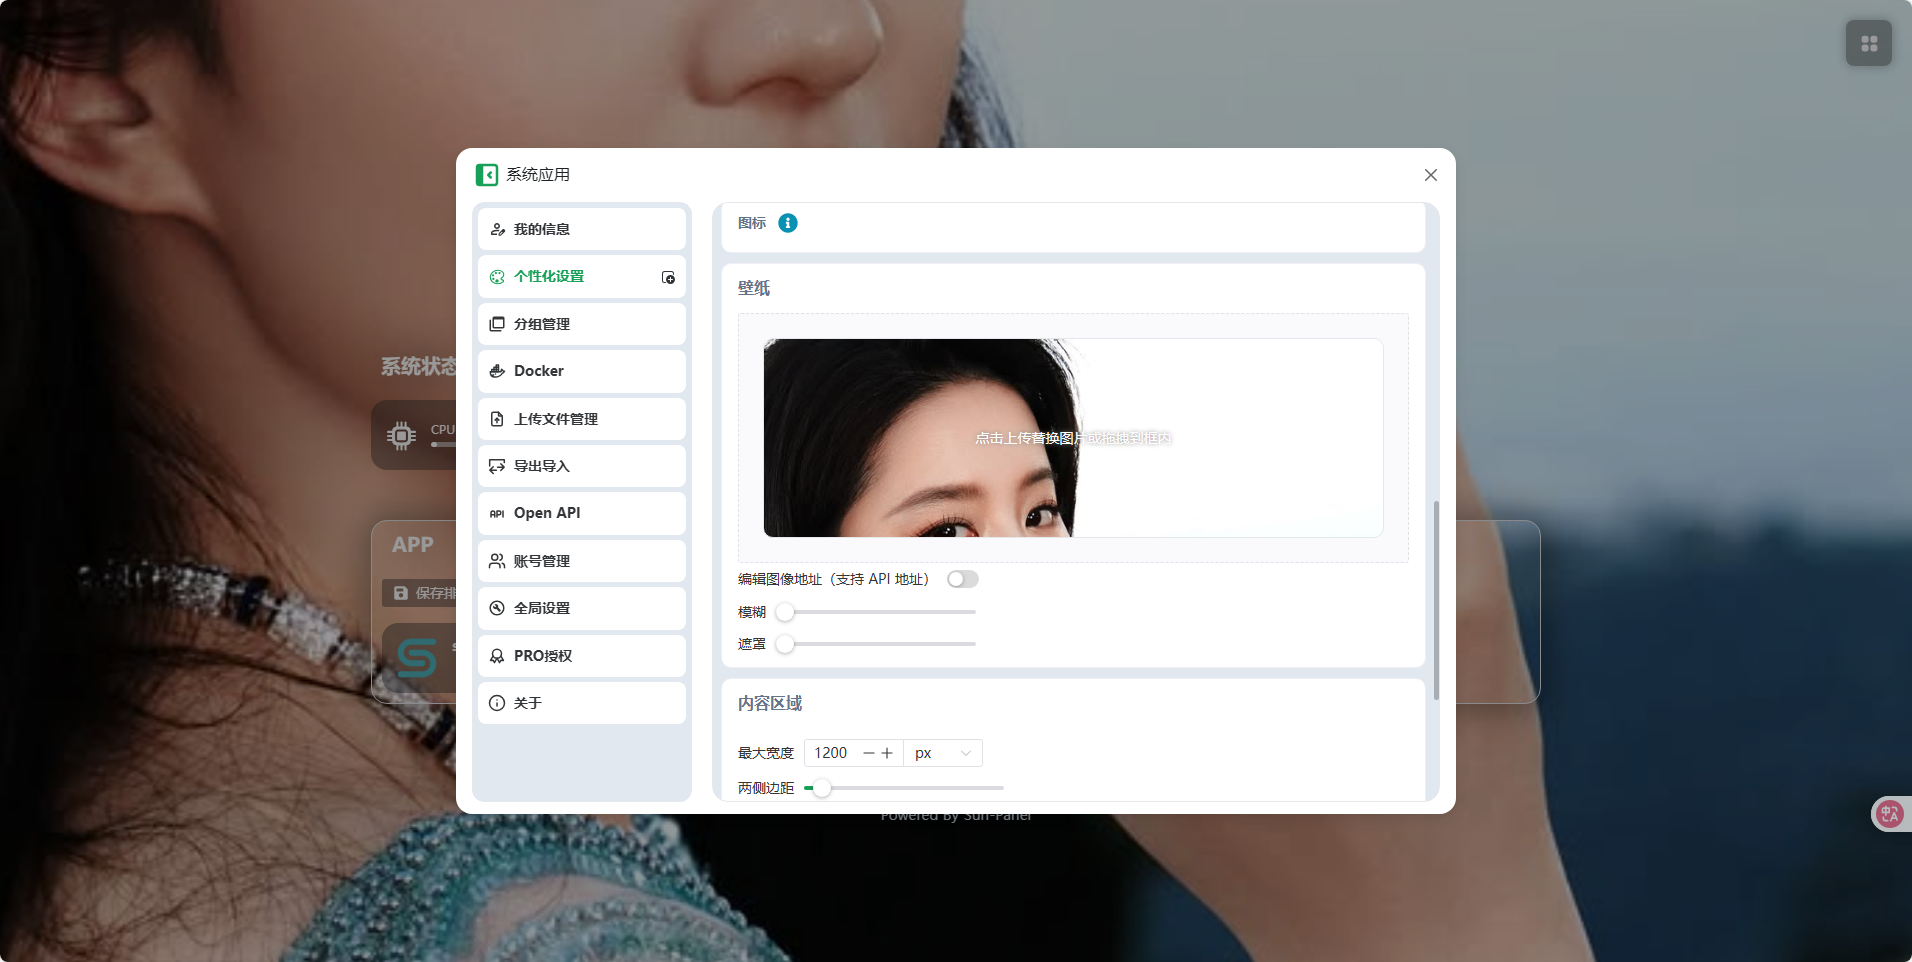 系统应用
我的信息
个性化设置
分组管理
Docker
上传文件管理
导出导入
API Open API
账号管理
全局设置
PRO授权
关于
图标
壁纸
点击上传替换图片或拖拽到框内
编辑图像地址（支持 API 地址）
模糊
遮罩
内容区域
最大宽度 1200 px
两侧边距
系统状态
CPU
APP
保存排
s
Powered By Sun-Panel